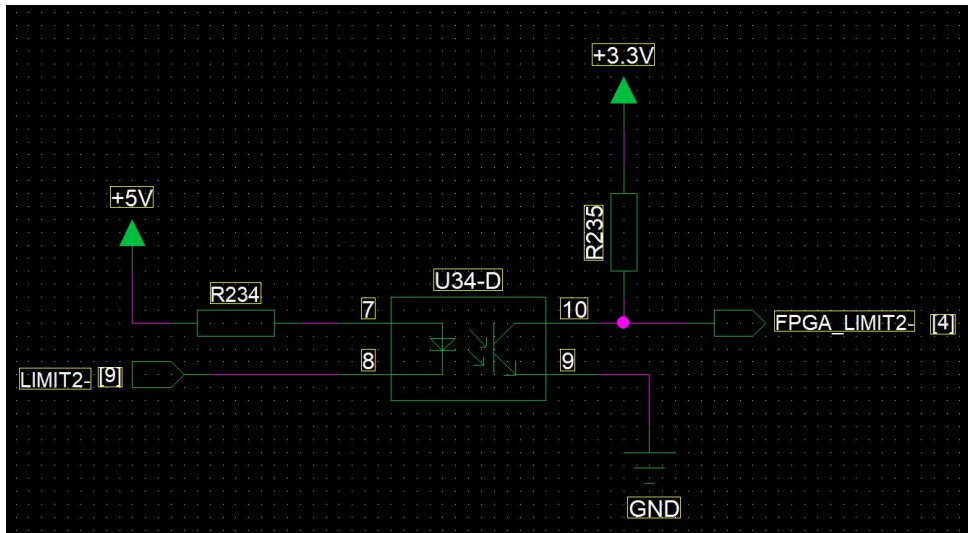 +3.3V
+5V
R235
U34-D
R234
7
10
FPGA_LIMIT2- [4]
8
9
LIMIT2- [9]
GND